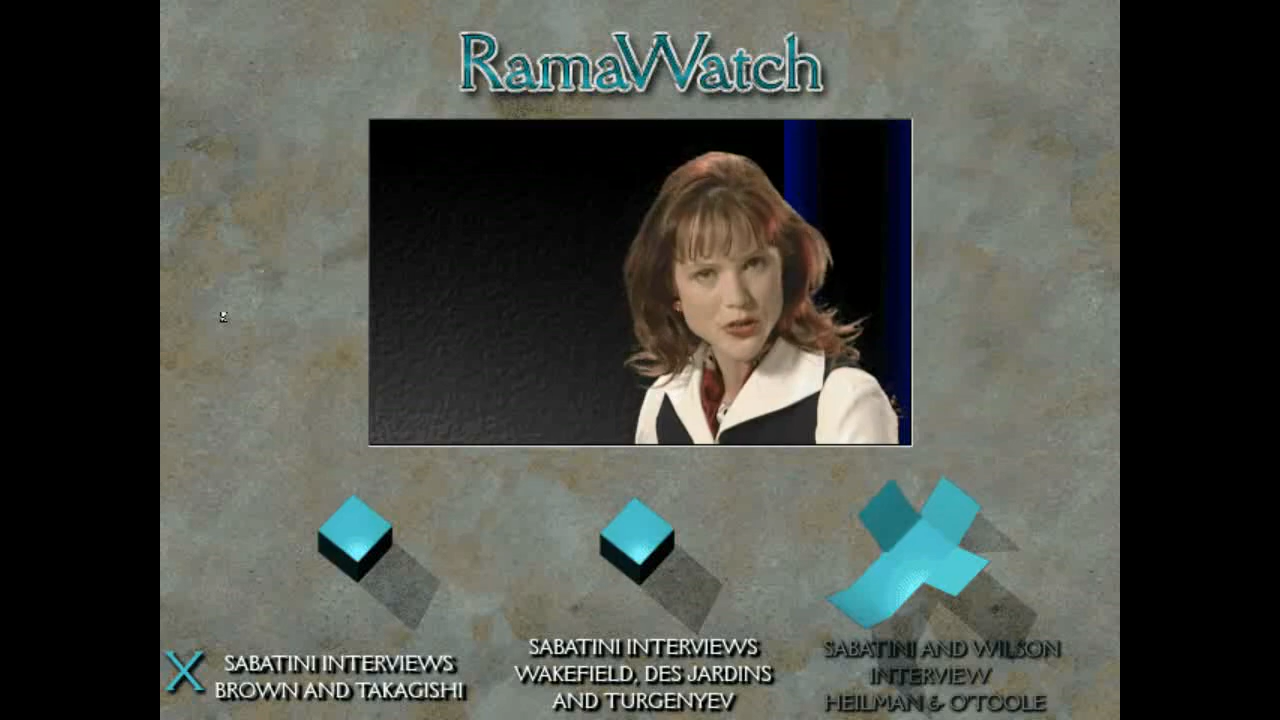 RamaWatch
SABATINI INTERVIEWS
BROWN AND TAKAGISHI
SABATINI INTERVIEWS
WAKEFIELD, DES JARDINS
AND TURGENYEV
SABATINI AND WILSON
INTERVIEW
HEILMAN & O'TOOLE